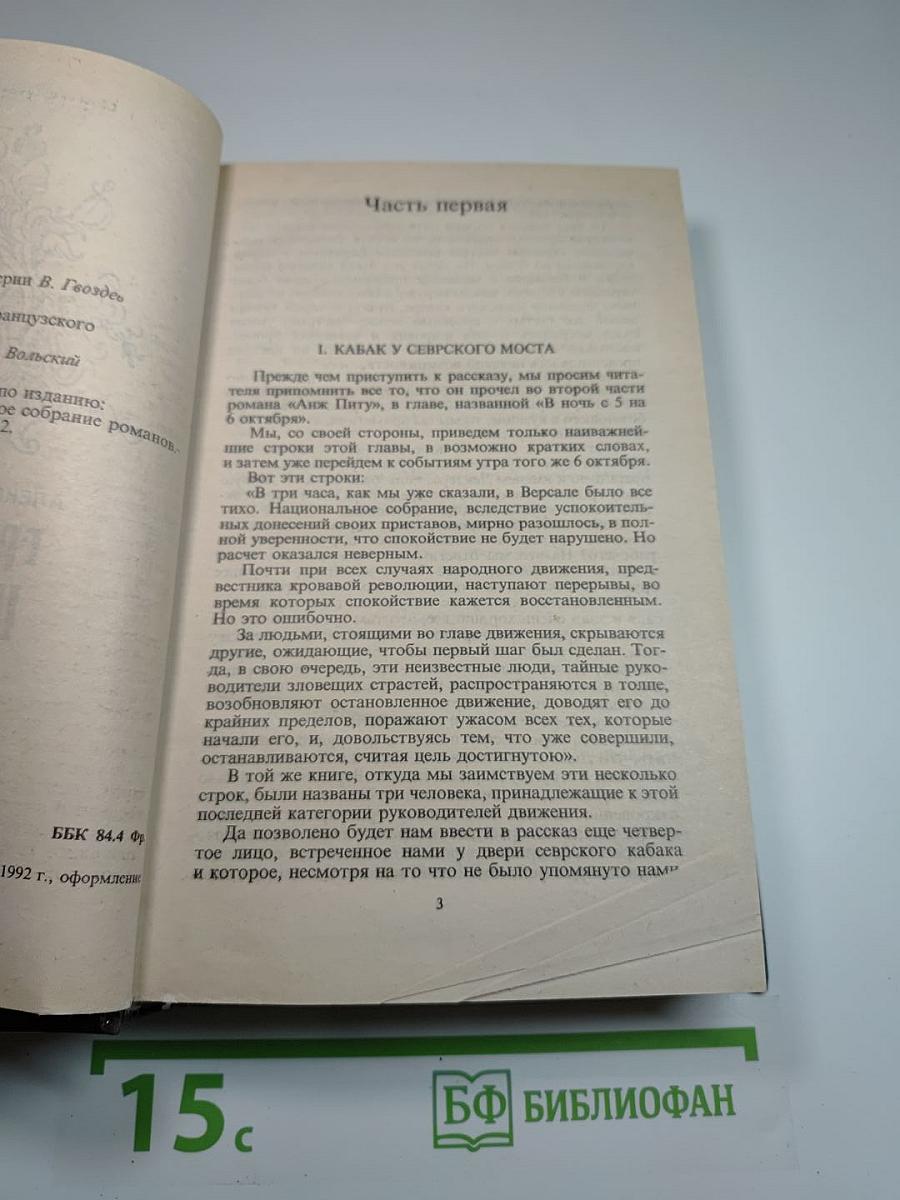 В. Гвоздев
Вольский
по изданию:
собрание романов.
ББК 84.4 Фр
1992 г., оформление
Часть первая
I. КАБАК У СЕВРСКОГО МОСТА
Прежде чем приступить к рассказу, мы просим чита-
теля припомнить все то, что он прочел во второй части
романа «Анж Питу», в главе, названной «В ночь с 5 на
6 октября».
Мы, со своей стороны, приведем только наиважней-
шие строки этой главы, в возможно кратких словах,
и затем уже перейдем к событиям утра того же 6 октября.
Вот эти строки:
«В три часа, как мы уже сказали, в Версале было все
тихо. Национальное собрание, вследствие успокоитель-
ных донесений своих приставов, мирно разошлось, в пол-
ной уверенности, что спокойствие не будет нарушено. Но
расчет оказался неверным.
Почти при всех случаях народного движения, пред-
вестника кровавой революции, наступают перерывы, во
время которых спокойствие кажется восстановленным.
Но это ошибочно.
За людьми, стоящими во главе движения, скрываются
другие, ожидающие, чтобы первый шаг был сделан. Тог-
да, в свою очередь, эти неизвестные люди, тайные руко-
водители зловещих страстей, распространяются в толпе,
возобновляют остановленное движение, доводят его до
крайних пределов, поражают ужасом всех тех, которые
начали его, и, довольствуясь тем, что уже совершили,
останавливаются, считая цель достигнутою».
В той же книге, откуда мы заимствуем эти несколько
строк, были названы три человека, принадлежащие к этой
последней категории руководителей движения.
Да позволено будет нам ввести в рассказ еще четвер-
тое лицо, встреченное нами у двери севрского кабака
и которое, несмотря на то что не было упомянуто нами
3
15 с
БФ БИБЛИОФАН